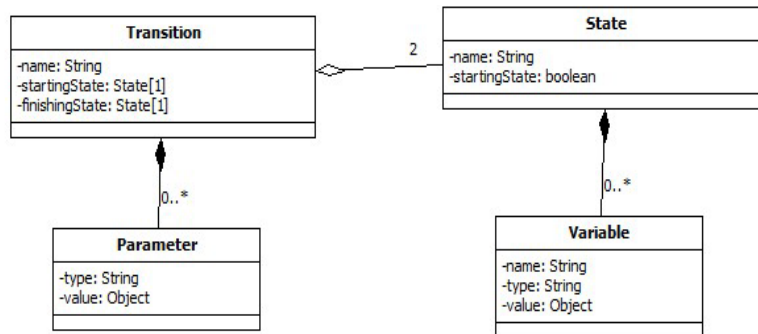 Transition
-name: String
-startingState: State[1]
-finishingState: State[1]
2
State
-name: String
-startingState: boolean
0..*
0..*
Parameter
-type: String
-value: Object
Variable
-name: String
-type: String
-value: Object